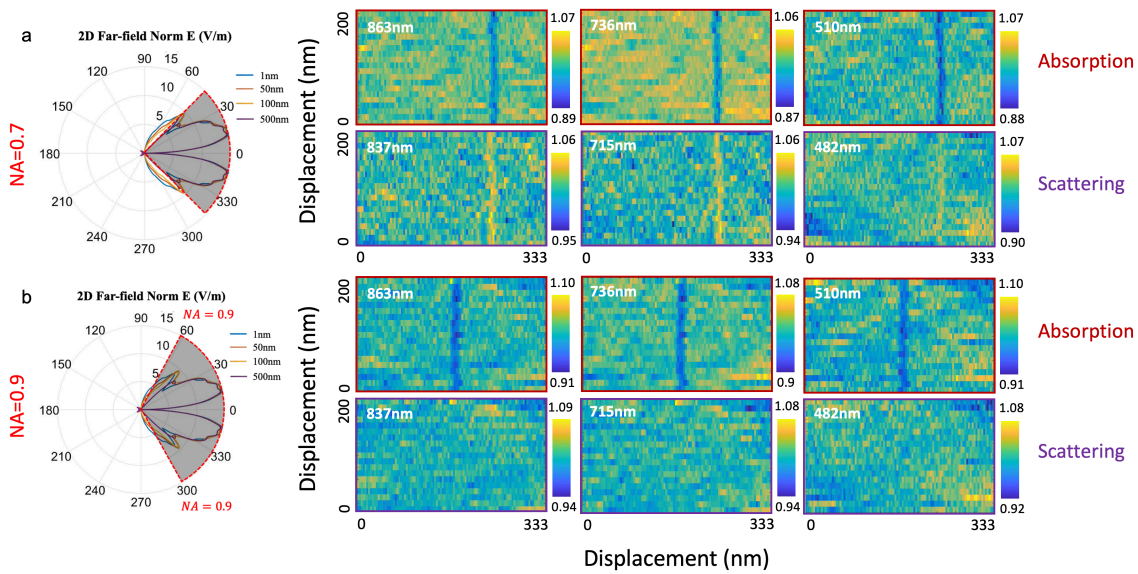 a
2D Far-field Norm E (V/m)
90
15
120
60
10
150
30
5
180
0
210
330
240
300
270
1nm
50nm
100nm
500nm
NA=0.7
Displacement (nm)
200
0
863nm
1.07
0.89
736nm
1.06
0.87
510nm
1.07
0.88
Absorption
200
0
837nm
1.06
0.95
715nm
1.06
0.94
482nm
1.07
0.90
Scattering
0
333
0
333
0
333
b
2D Far-field Norm E (V/m)
NA = 0.9
90
15
120
60
10
150
30
5
180
0
210
330
240
300
270
NA = 0.9
1nm
50nm
100nm
500nm
NA=0.9
Displacement (nm)
200
0
863nm
1.10
0.91
736nm
1.08
0.9
510nm
1.10
0.91
Absorption
200
0
837nm
1.09
0.94
715nm
1.08
0.94
482nm
1.08
0.92
Scattering
0
333
0
333
0
333
Displacement (nm)